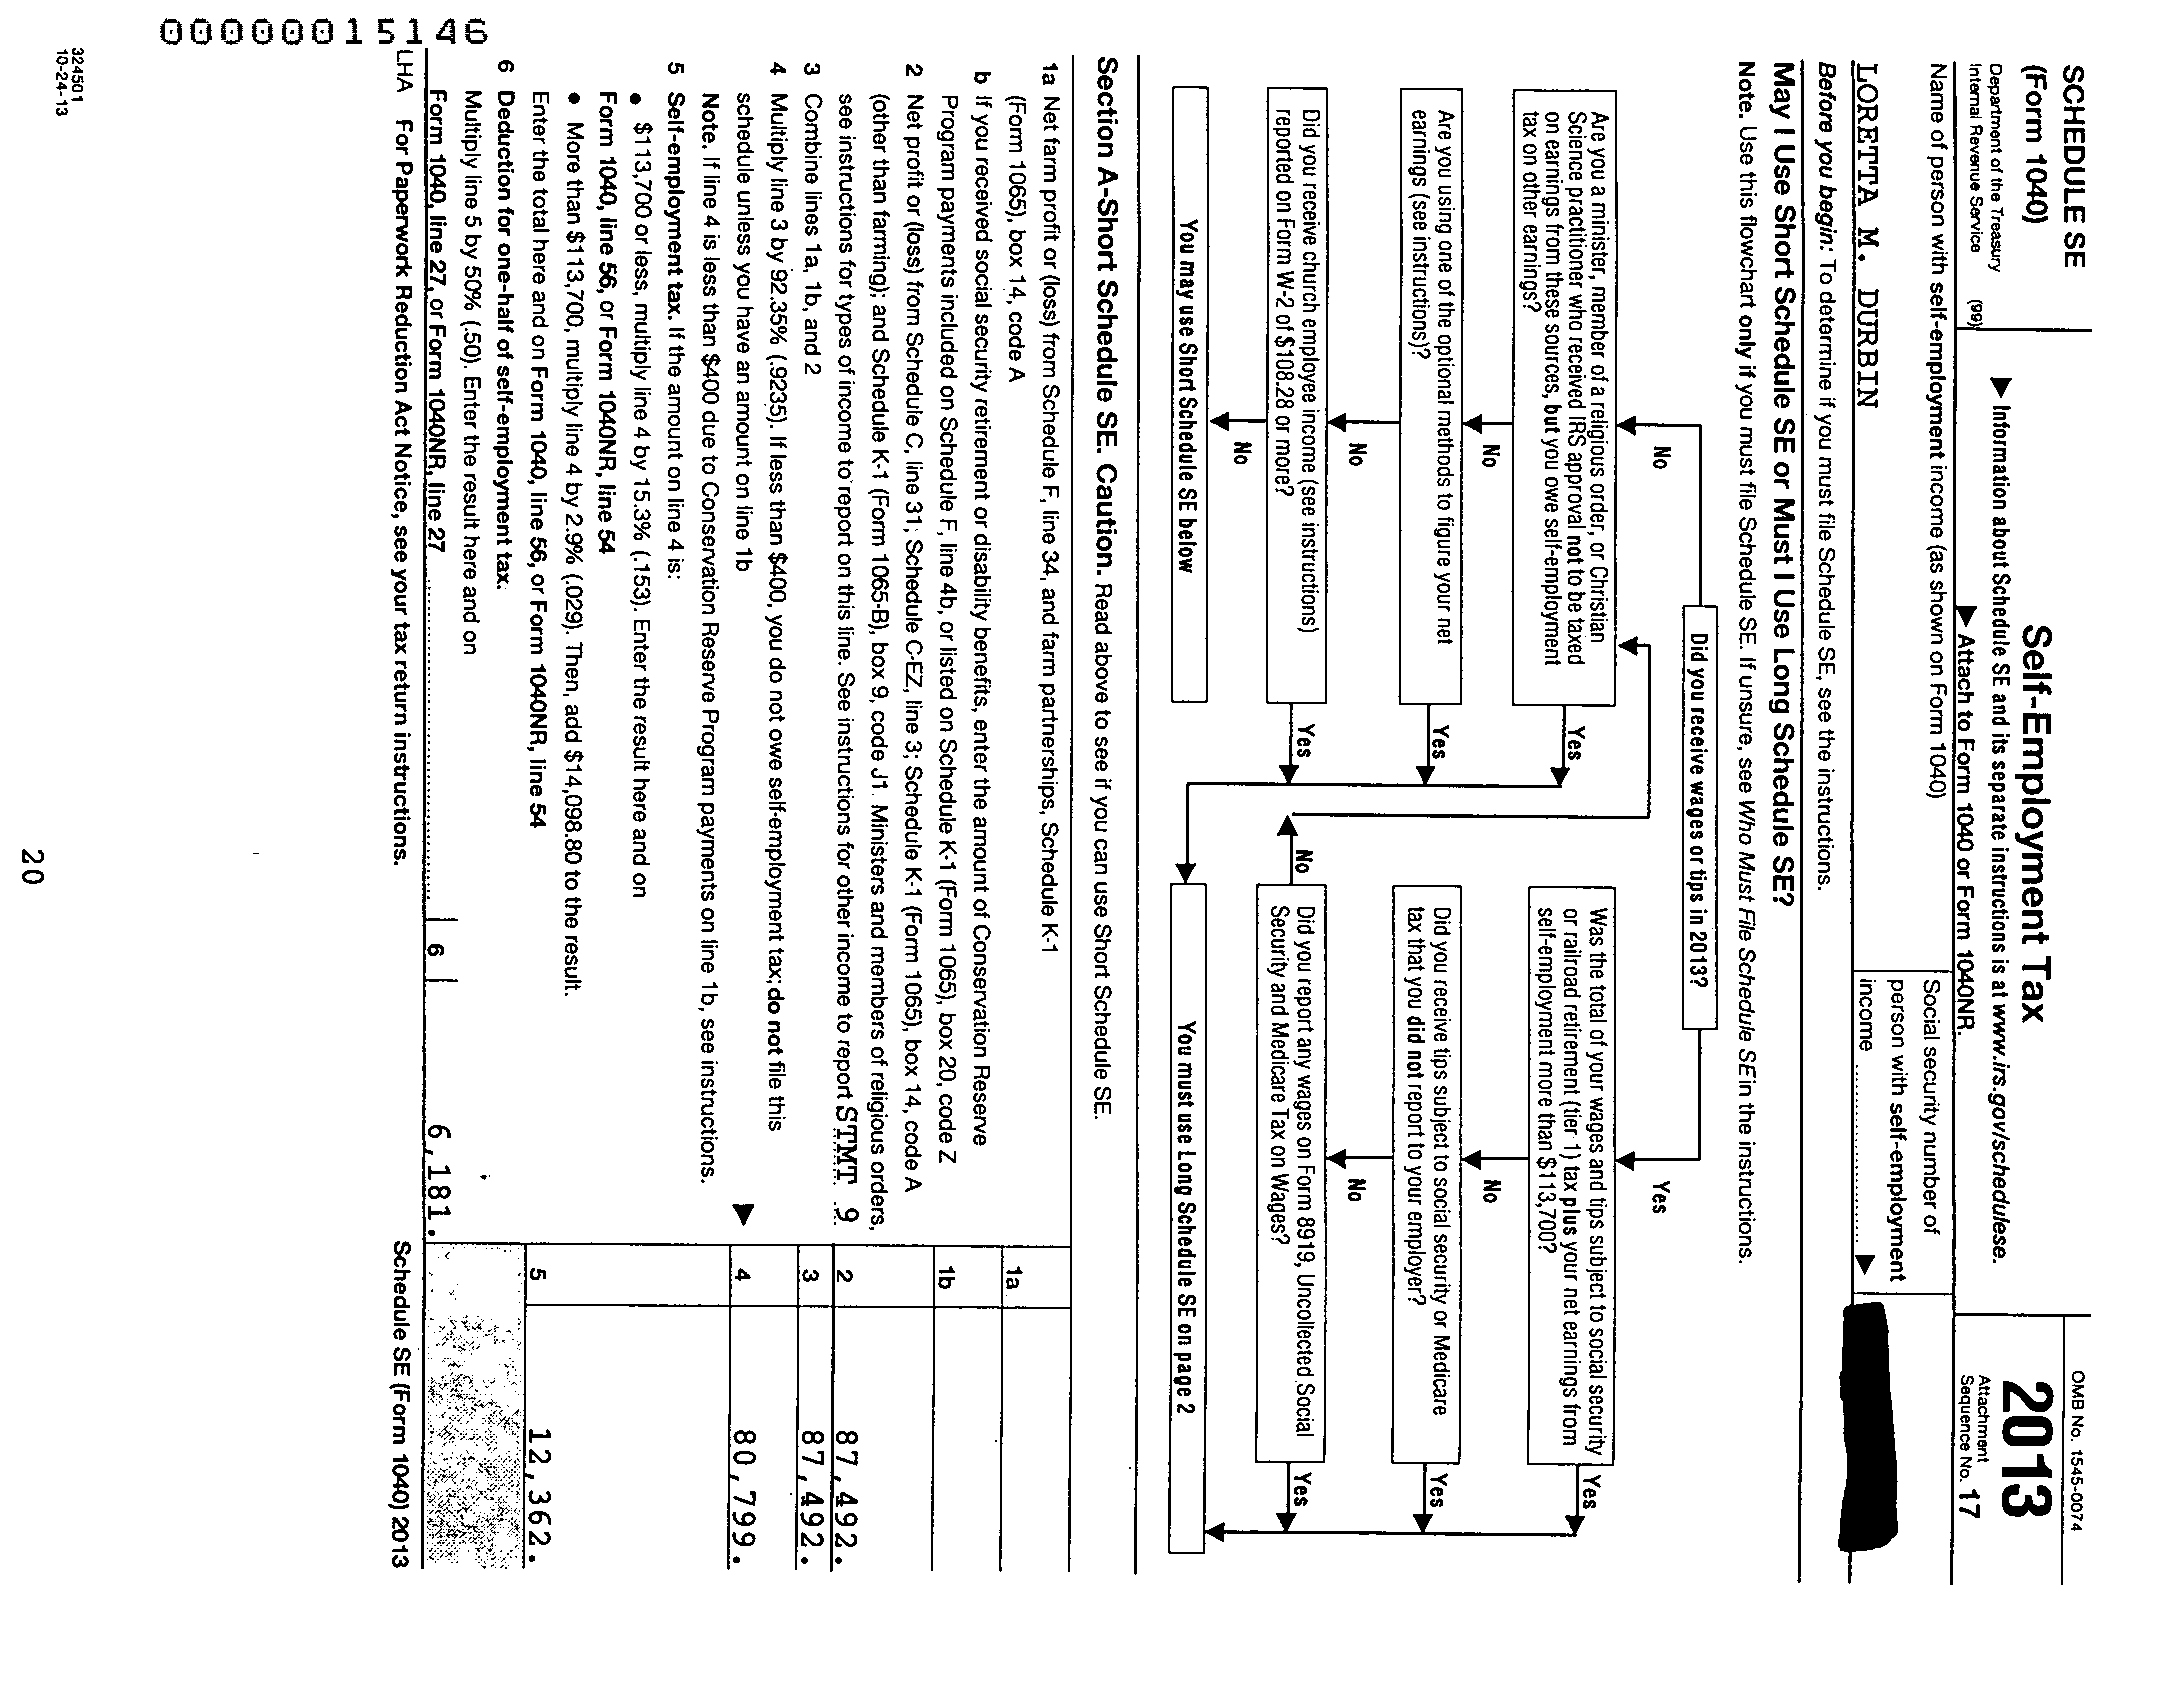 SCHEDULE SE
(Form 1040)
Department of the Treasury
Internal Revenue Service (99)
Self-Employment Tax
▶ Information about Schedule SE and its separate instructions is at www.irs.gov/schedulese.
▶ Attach to Form 1040 or Form 1040NR.
OMB No. 1545-0074
2013
Attachment
Sequence No. 17
Name of person with self-employment income (as shown on Form 1040)
LORETTA M. DURBIN
Social security number of
person with self-employment
income ▶
Before you begin: To determine if you must file Schedule SE, see the instructions.
May I Use Short Schedule SE or Must I Use Long Schedule SE?
Note. Use this flowchart only if you must file Schedule SE. If unsure, see Who Must File Schedule SE in the instructions.
Did you receive wages or tips in 2013?
No
Yes
Are you a minister, member of a religious order, or Christian
Science practitioner who received IRS approval not to be taxed
on earnings from these sources, but you owe self-employment
tax on other earnings?
Yes
Was the total of your wages and tips subject to social security
or railroad retirement (tier 1) tax plus your net earnings from
self-employment more than $113,700?
Yes
No
No
Are you using one of the optional methods to figure your net
earnings (see instructions)?
Yes
Did you receive tips subject to social security or Medicare
tax that you did not report to your employer?
Yes
No
No
Did you receive church employee income (see instructions)
reported on Form W-2 of $108.28 or more?
Yes
No
Did you report any wages on Form 8919, Uncollected Social
Security and Medicare Tax on Wages?
Yes
No
You may use Short Schedule SE below
You must use Long Schedule SE on page 2
Section A-Short Schedule SE. Caution. Read above to see if you can use Short Schedule SE.
1a Net farm profit or (loss) from Schedule F, line 34, and farm partnerships, Schedule K-1
(Form 1065), box 14, code A 1a
b If you received social security retirement or disability benefits, enter the amount of Conservation Reserve
Program payments included on Schedule F, line 4b, or listed on Schedule K-1 (Form 1065), box 20, code Z 1b
2 Net profit or (loss) from Schedule C, line 31; Schedule C-EZ, line 3; Schedule K-1 (Form 1065), box 14, code A
(other than farming); and Schedule K-1 (Form 1065-B), box 9, code J1. Ministers and members of religious orders,
see instructions for types of income to report on this line. See instructions for other income to report STMT 9 2 87,492.
3 Combine lines 1a, 1b, and 2 3 87,492.
4 Multiply line 3 by 92.35% (.9235). If less than $400, you do not owe self-employment tax; do not file this
schedule unless you have an amount on line 1b ▶ 4 80,799.
Note. If line 4 is less than $400 due to Conservation Reserve Program payments on line 1b, see instructions.
5 Self-employment tax. If the amount on line 4 is:
● $113,700 or less, multiply line 4 by 15.3% (.153). Enter the result here and on
Form 1040, line 56, or Form 1040NR, line 54
● More than $113,700, multiply line 4 by 2.9% (.029). Then, add $14,098.80 to the result.
Enter the total here and on Form 1040, line 56, or Form 1040NR, line 54 5 12,362.
6 Deduction for one-half of self-employment tax.
Multiply line 5 by 50% (.50). Enter the result here and on
Form 1040, line 27, or Form 1040NR, line 27 6 6,181.
LHA For Paperwork Reduction Act Notice, see your tax return instructions. Schedule SE (Form 1040) 2013
00000015146
324501
10-24-13
20